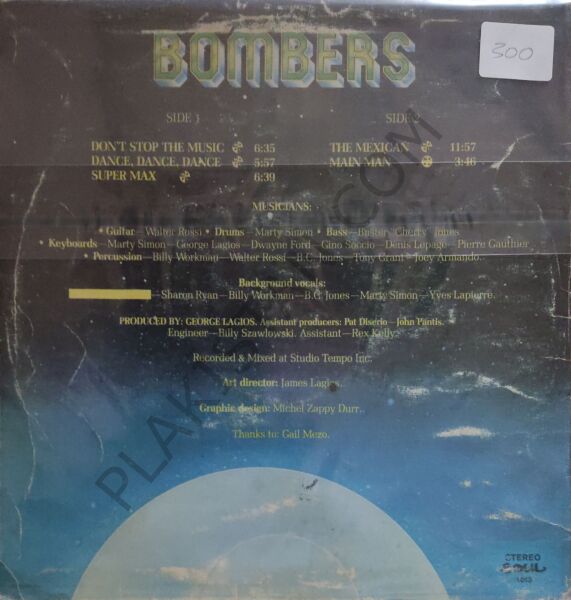 BOMBERS
300
SIDE 1
DON'T STOP THE MUSIC 6:35
DANCE, DANCE, DANCE 5:57
SUPER MAX 6:39
SIDE 2
THE MEXICAN 11:57
MAIN MAN 3:46
MUSICIANS:
• Guitar—Walter Rossi • Drums—Marty Simon • Bass—Buster "Cherry" Jones
• Keyboards—Marty Simon—George Lagios—Dwayne Ford—Gino Soccio—Denis Lepage—Pierre Gauthier
• Percussion—Billy Workman—Walter Rossi—B.C. Jones—Tony Grant—Joey Armando.
Background vocals:
—Sharon Ryan—Billy Workman—B.C. Jones—Marty Simon—Yves Lapierre.
PRODUCED BY: GEORGE LAGIOS. Assistant producers: Pat Diserio—John Pantis.
Engineer—Billy Szawlowski. Assistant—Rex Kelly.
Recorded & Mixed at Studio Tempo Inc.
Art director: James Lagios.
Graphic design: Michel Zappy Durr.
Thanks to: Gail Mezo.
STEREO
SOUL